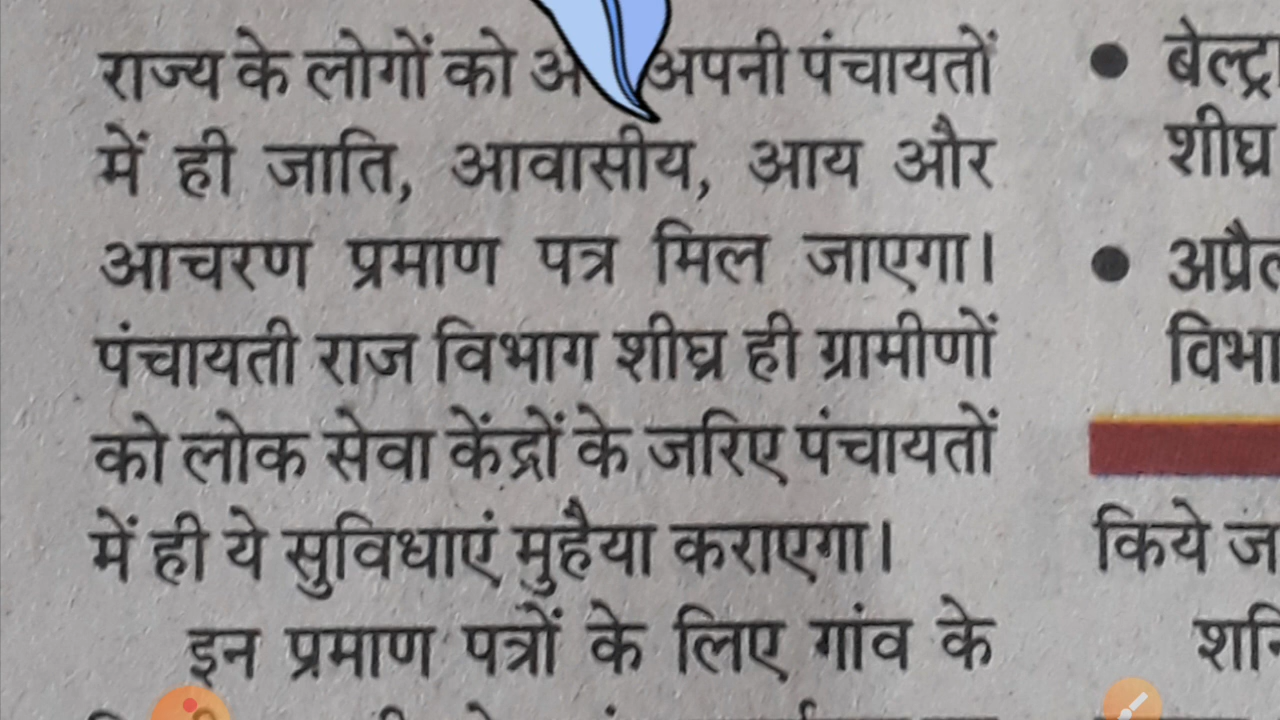 राज्य के लोगों को अपनी पंचायतों
में ही जाति, आवासीय, आय और
आचरण प्रमाण पत्र मिल जाएगा।
पंचायती राज विभाग शीघ्र ही ग्रामीणों
को लोक सेवा केंद्रों के जरिए पंचायतों
में ही ये सुविधाएं मुहैया कराएगा।
इन प्रमाण पत्रों के लिए गांव के
शीघ्र
किये